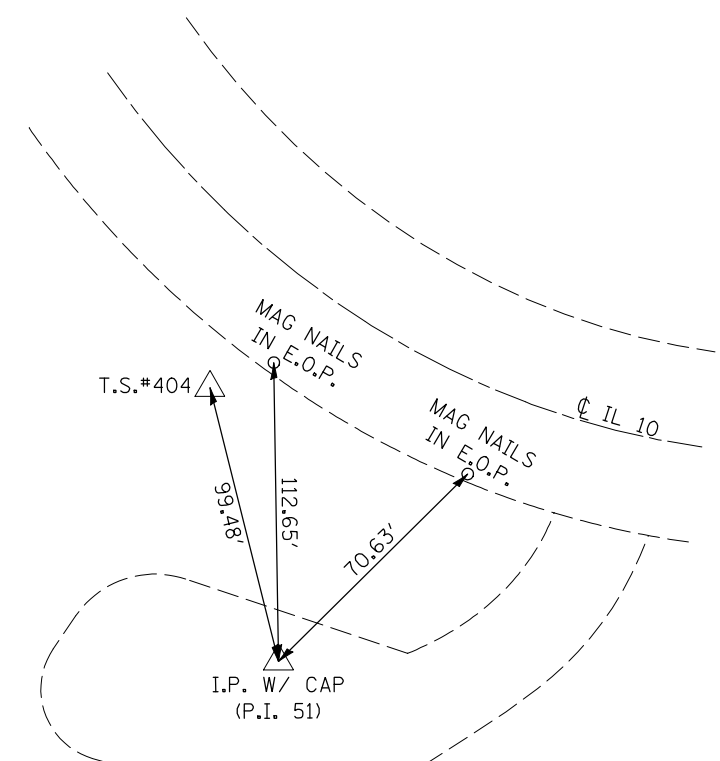 MAG NAILS
IN E.O.P.
T.S.#404
MAG NAILS
IN E.O.P.
℄ IL 10
99.48'
112.65'
70.63'
I.P. W/ CAP
(P.I. 51)